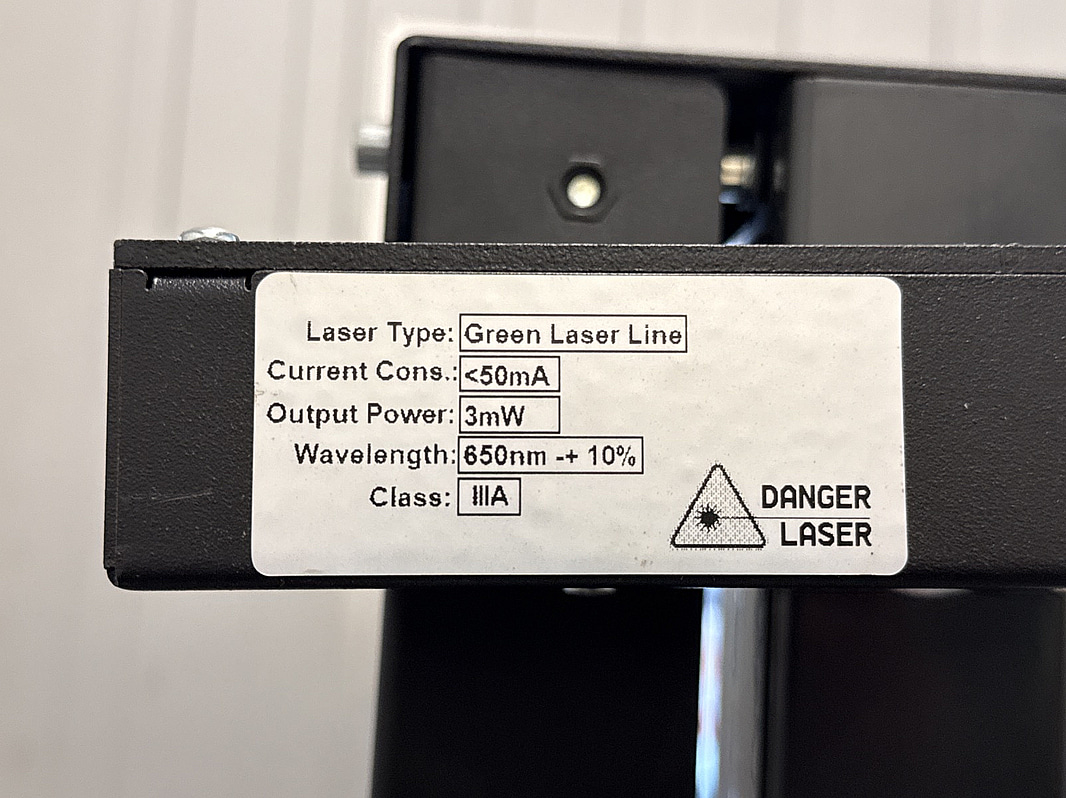 Laser Type: Green Laser Line
Current Cons.: <50mA
Output Power: 3mW
Wavelength: 650nm -+ 10%
Class: IIIA
DANGER
LASER